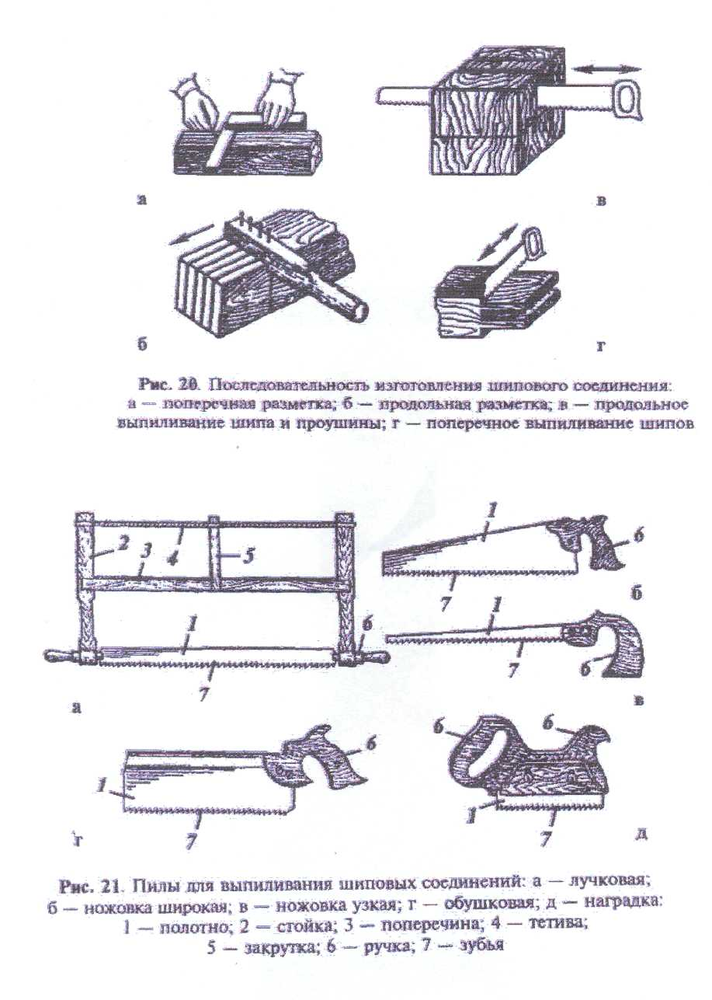 а
в
б
г
Рис. 20. Последовательность изготовления шипового соединения:
а — поперечная разметка; б — продольная разметка; в — продольное
выпиливание шипа и проушины; г — поперечное выпиливание шипов
2
3
4
5
1
6
7
а
1
6
7
б
1
7
6
в
6
1
7
г
6
6
1
7
д
Рис. 21. Пилы для выпиливания шиповых соединений: а — лучковая;
б — ножовка широкая; в — ножовка узкая; г — обушковая; д — наградка:
1 — полотно; 2 — стойка; 3 — поперечина; 4 — тетива;
5 — закрутка; 6 — ручка; 7 — зубья